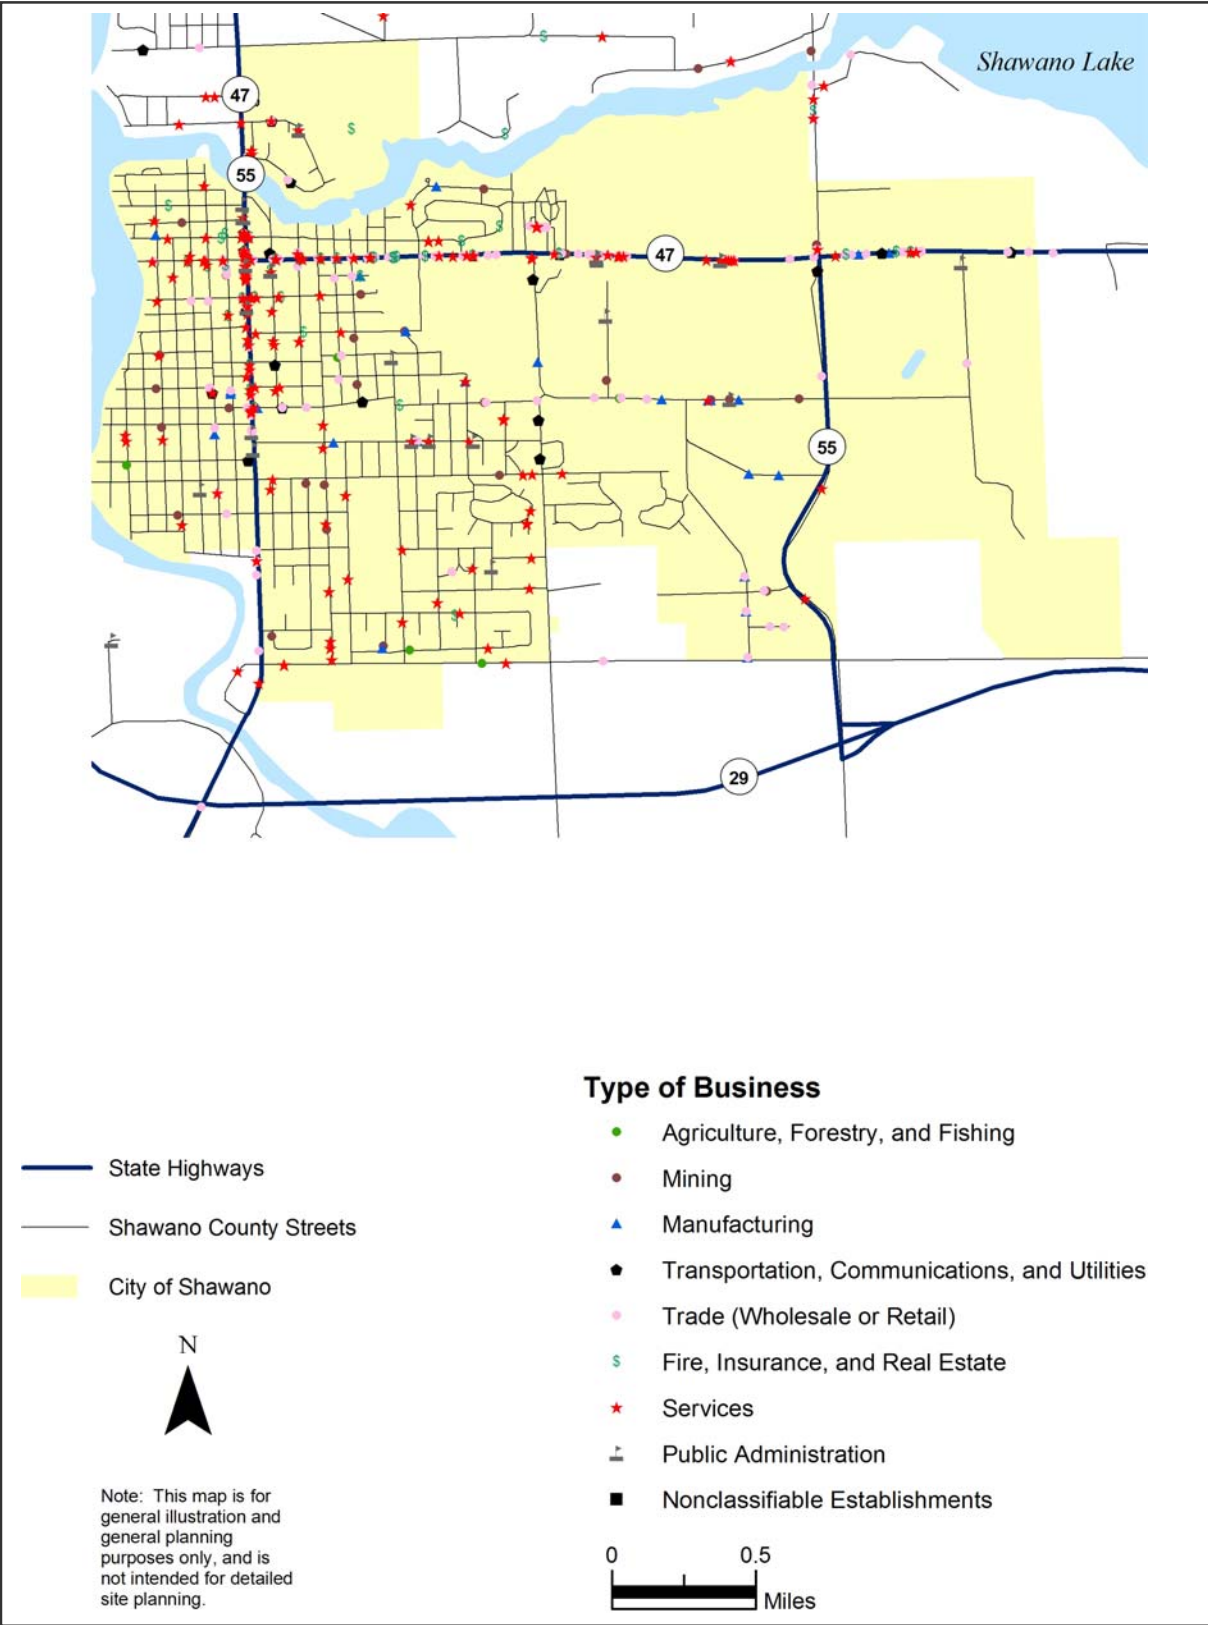 Shawano Lake
47
55
47
55
29
Type of Business
Agriculture, Forestry, and Fishing
Mining
Manufacturing
Transportation, Communications, and Utilities
Trade (Wholesale or Retail)
$ Fire, Insurance, and Real Estate
Services
Public Administration
Nonclassifiable Establishments
State Highways
Shawano County Streets
City of Shawano
N
Note: This map is for
general illustration and
general planning
purposes only, and is
not intended for detailed
site planning.
0 0.5
Miles